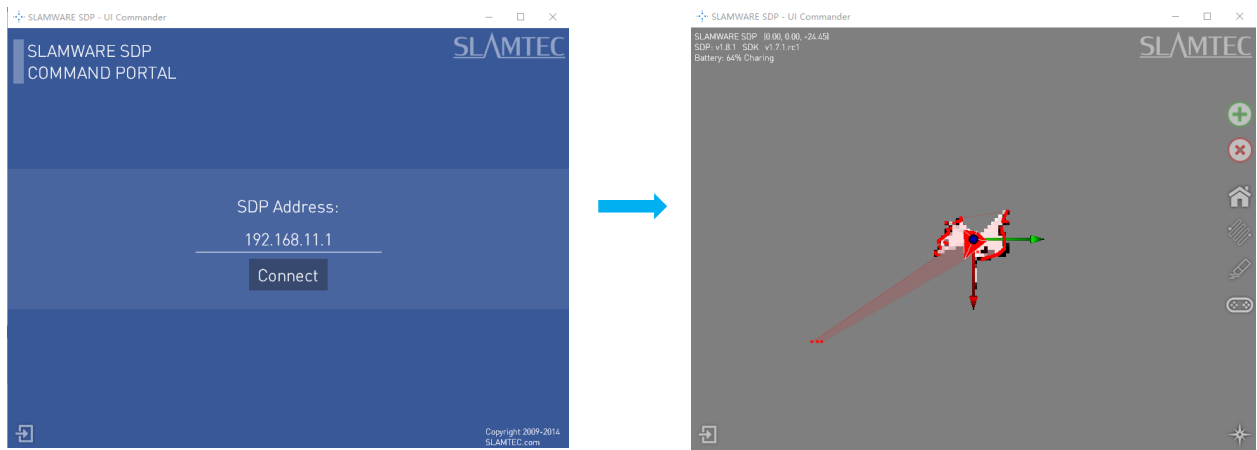 SLAMWARE SDP - UI Commander
SLAMWARE SDP
COMMAND PORTAL
SLAMTEC
SDP Address:
192.168.11.1
Connect
Copyright 2009-2014
SLAMTEC.com
SLAMWARE SDP - UI Commander
SLAMWARE SDP (0.00, 0.00, -24.45)
SDP: v1.8.1 SDK v1.7.1.rc1
Battery: 64% Charing
SLAMTEC